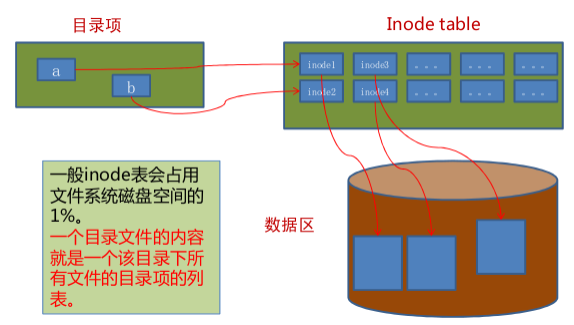 目录项
Inode table
a
b
inode1 inode3 ... ... ...
inode2 inode4 ... ... ...
一般inode表会占用
文件系统磁盘空间的
1%。
一个目录文件的内容
就是一个该目录下所
有文件的目录项的列
表。
数据区